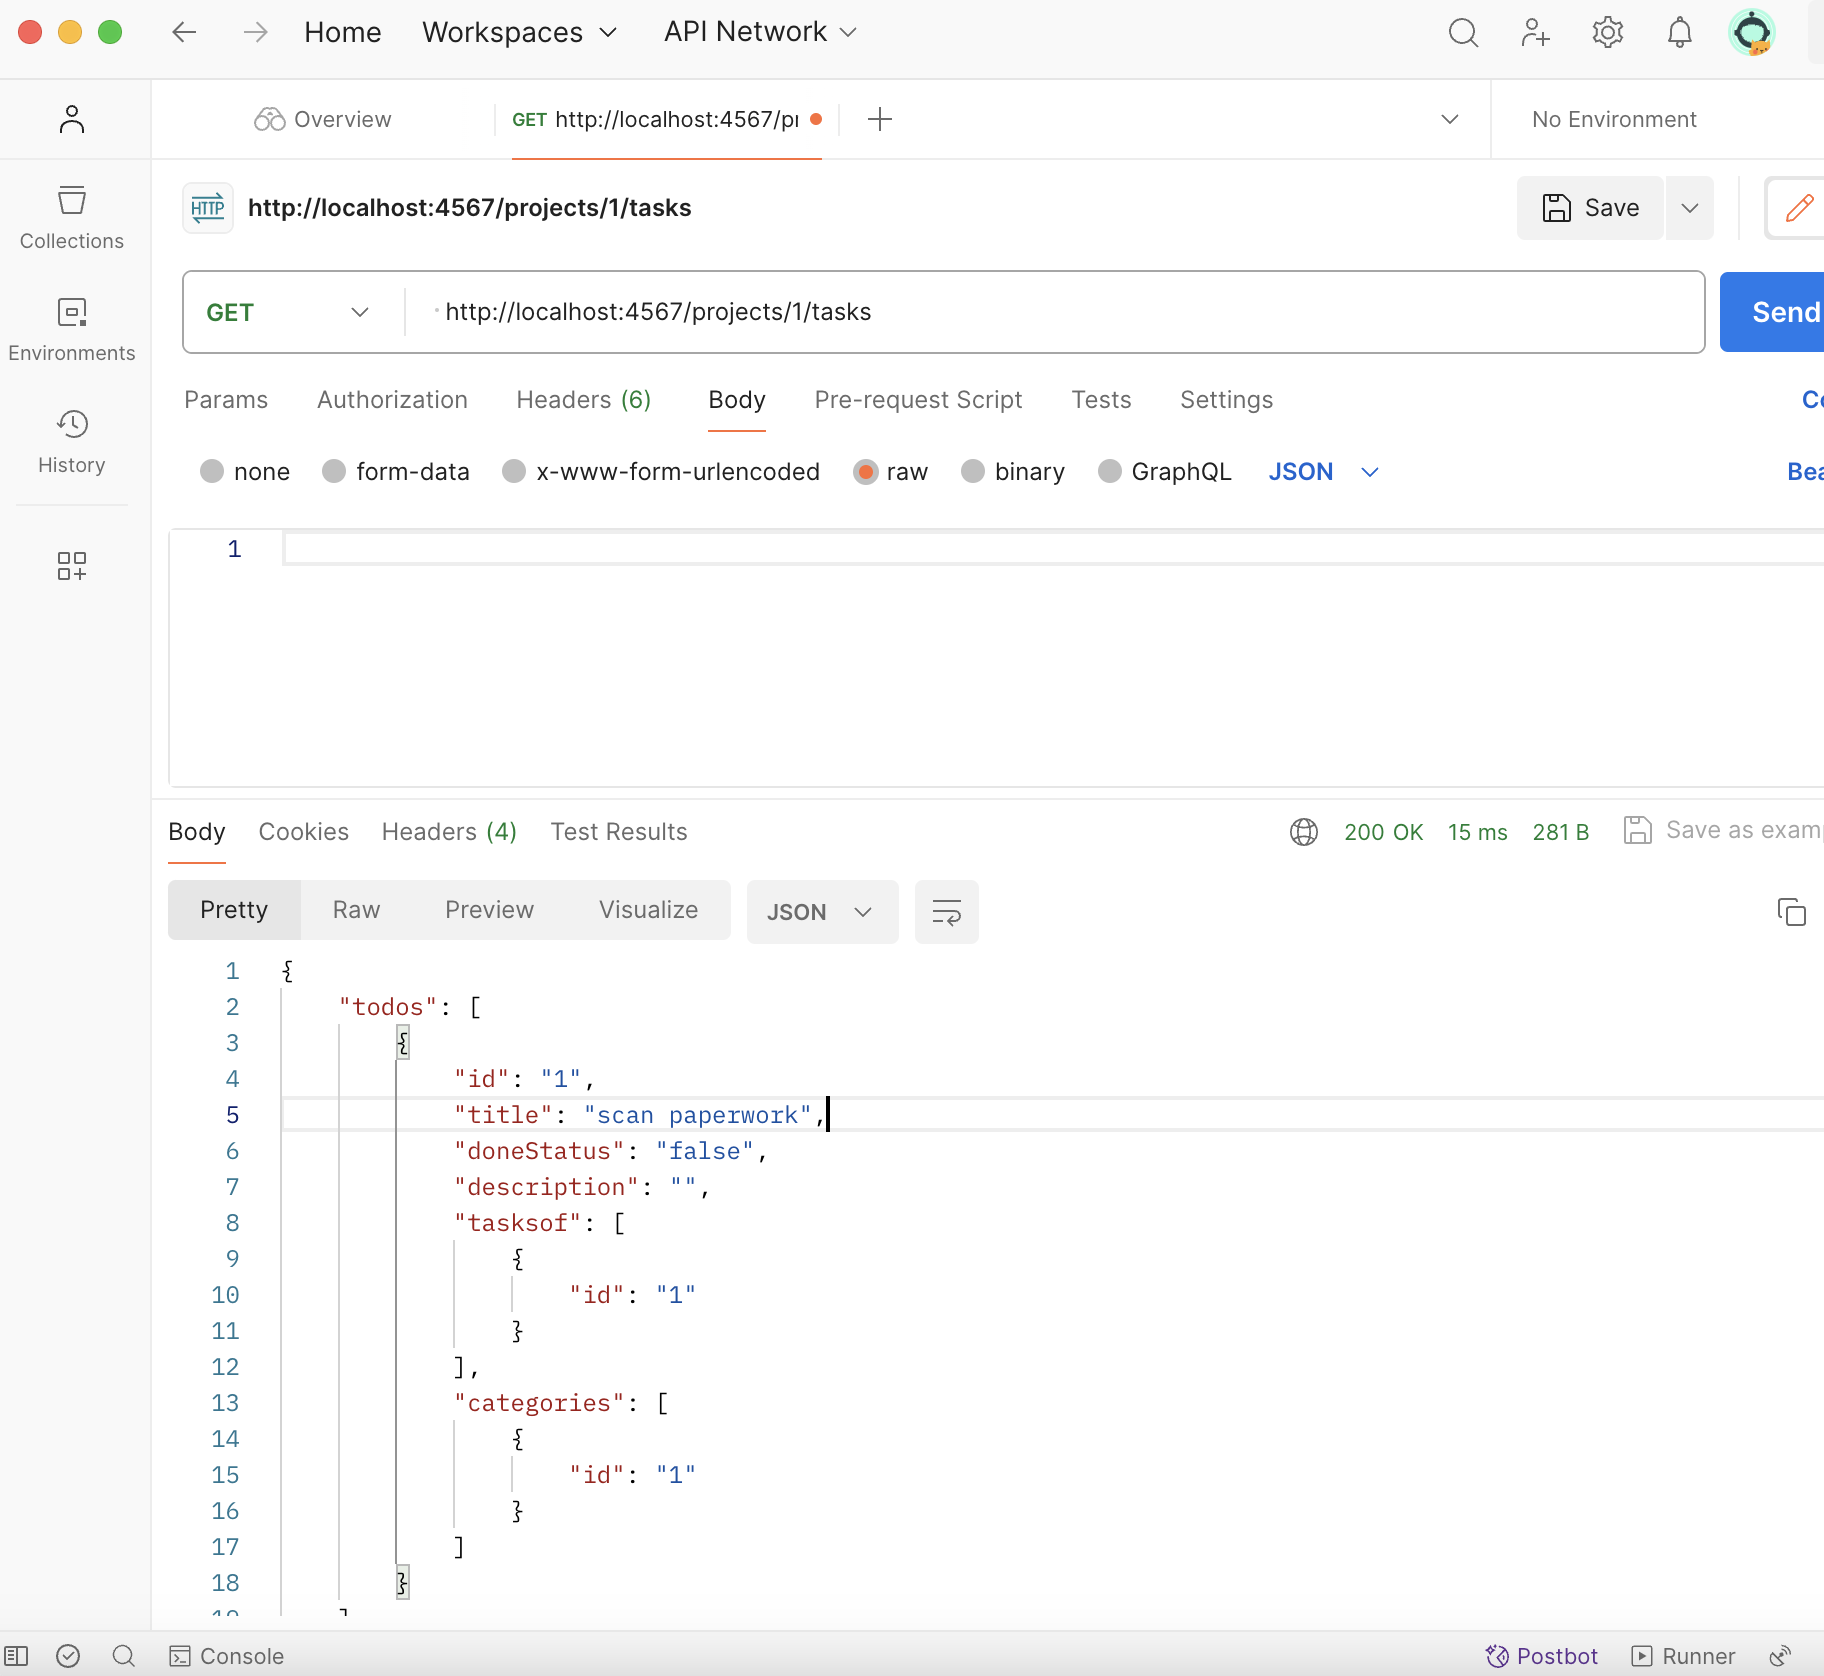 Home Workspaces API Network
Overview GET http://localhost:4567/pr No Environment
HTTP http://localhost:4567/projects/1/tasks Save
Collections
GET http://localhost:4567/projects/1/tasks Send
Environments
Params Authorization Headers (6) Body Pre-request Script Tests Settings
History
none form-data x-www-form-urlencoded raw binary GraphQL JSON
1
Body Cookies Headers (4) Test Results 200 OK 15 ms 281 B Save as
Pretty Raw Preview Visualize JSON
1 {
2 "todos": [
3 {
4 "id": "1",
5 "title": "scan paperwork",
6 "doneStatus": "false",
7 "description": "",
8 "tasksof": [
9 {
10 "id": "1"
11 }
12 ],
13 "categories": [
14 {
15 "id": "1"
16 }
17 ]
18 }
Console Postbot Runner